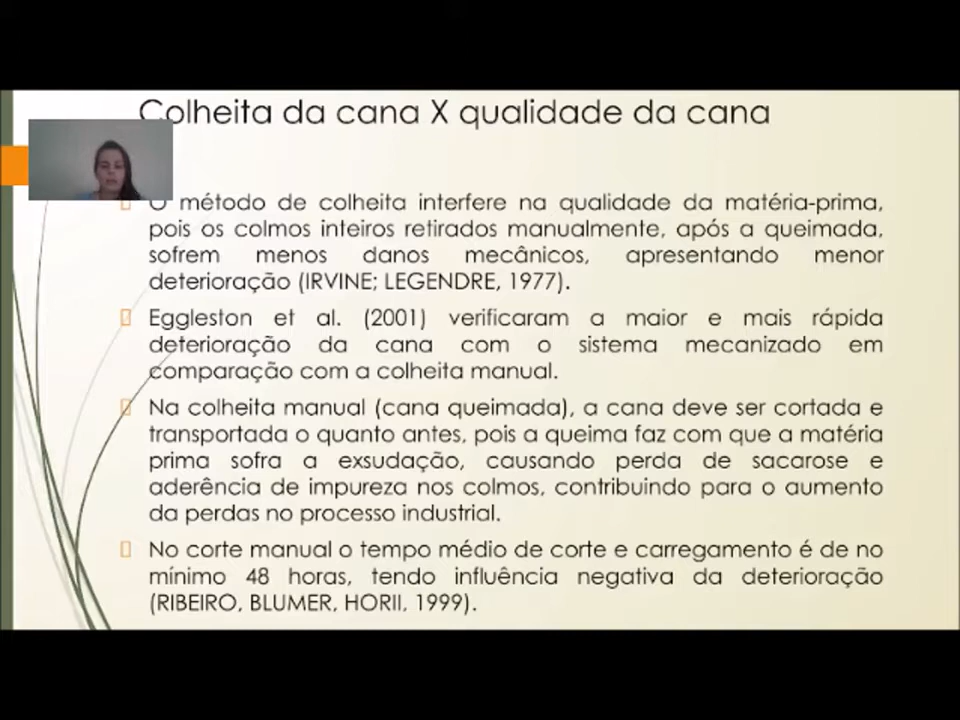 Colheita da cana X qualidade da cana
O método de colheita interfere na qualidade da matéria-prima,
pois os colmos inteiros retirados manualmente, após a queimada,
sofrem menos danos mecânicos, apresentando menor
deterioração (IRVINE; LEGENDRE, 1977).
Eggleston et al. (2001) verificaram a maior e mais rápida
deterioração da cana com o sistema mecanizado em
comparação com a colheita manual.
Na colheita manual (cana queimada), a cana deve ser cortada e
transportada o quanto antes, pois a queima faz com que a matéria
prima sofra a exsudação, causando perda de sacarose e
aderência de impureza nos colmos, contribuindo para o aumento
da perdas no processo industrial.
No corte manual o tempo médio de corte e carregamento é de no
mínimo 48 horas, tendo influência negativa da deterioração
(RIBEIRO, BLUMER, HORII, 1999).